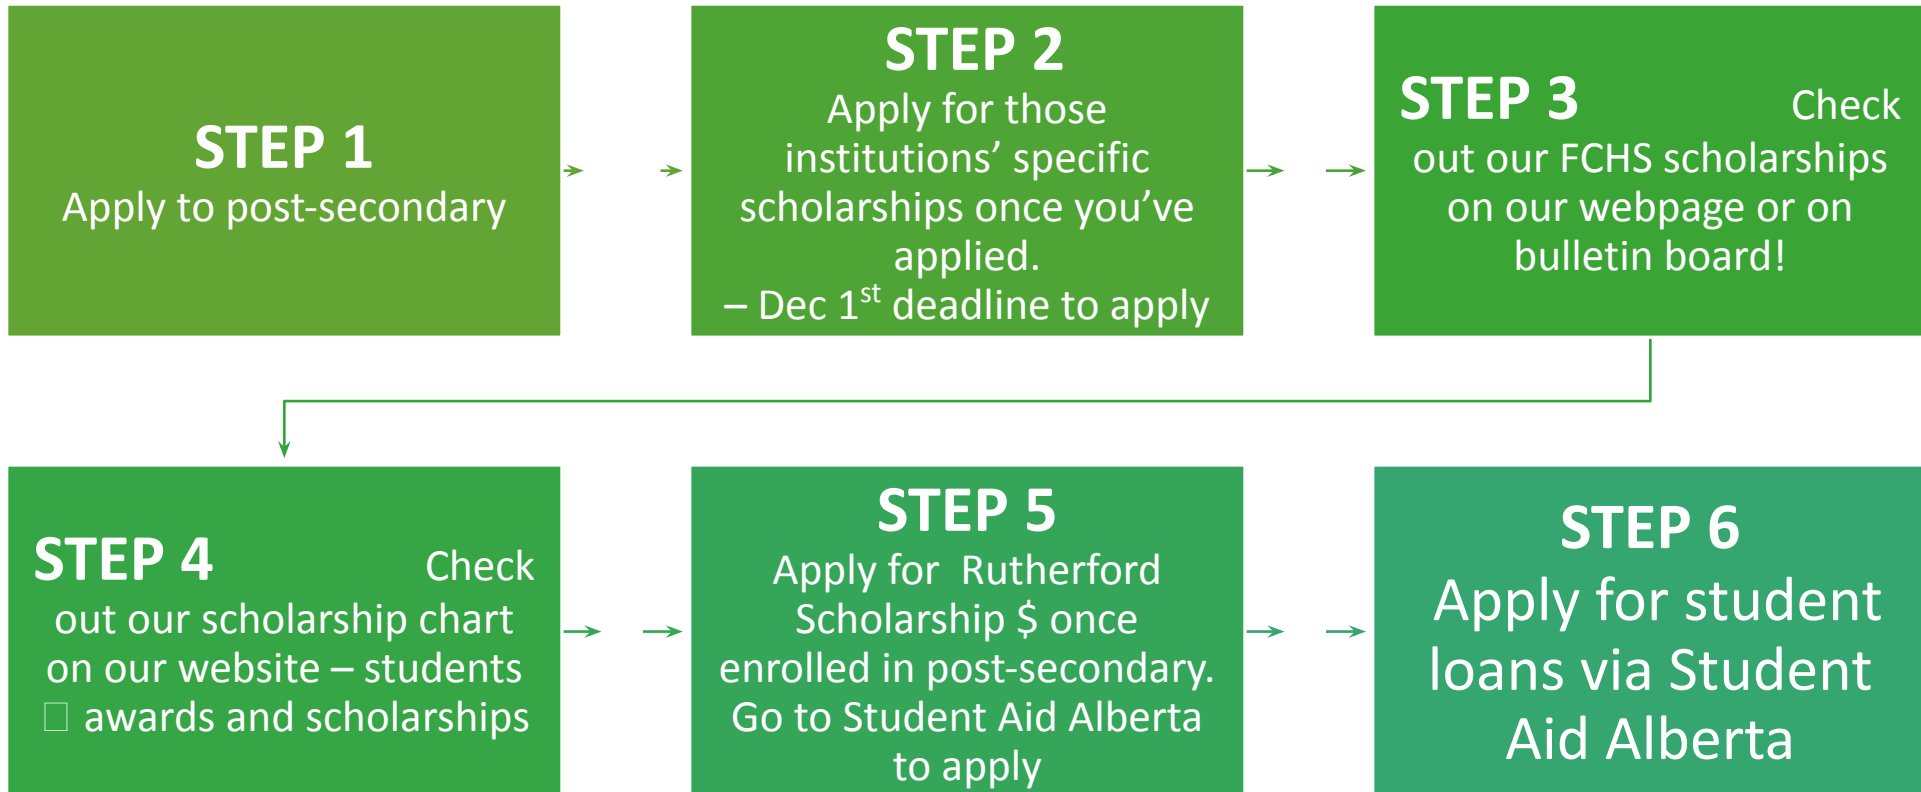 STEP 1
Apply to post-secondary
STEP 2
Apply for those
institutions’ specific
scholarships once you’ve
applied.
– Dec 1st deadline to apply
STEP 3 Check
out our FCHS scholarships
on our webpage or on
bulletin board!
STEP 4 Check
out our scholarship chart
on our website – students
□ awards and scholarships
STEP 5
Apply for Rutherford
Scholarship $ once
enrolled in post-secondary.
Go to Student Aid Alberta
to apply
STEP 6
Apply for student
loans via Student
Aid Alberta